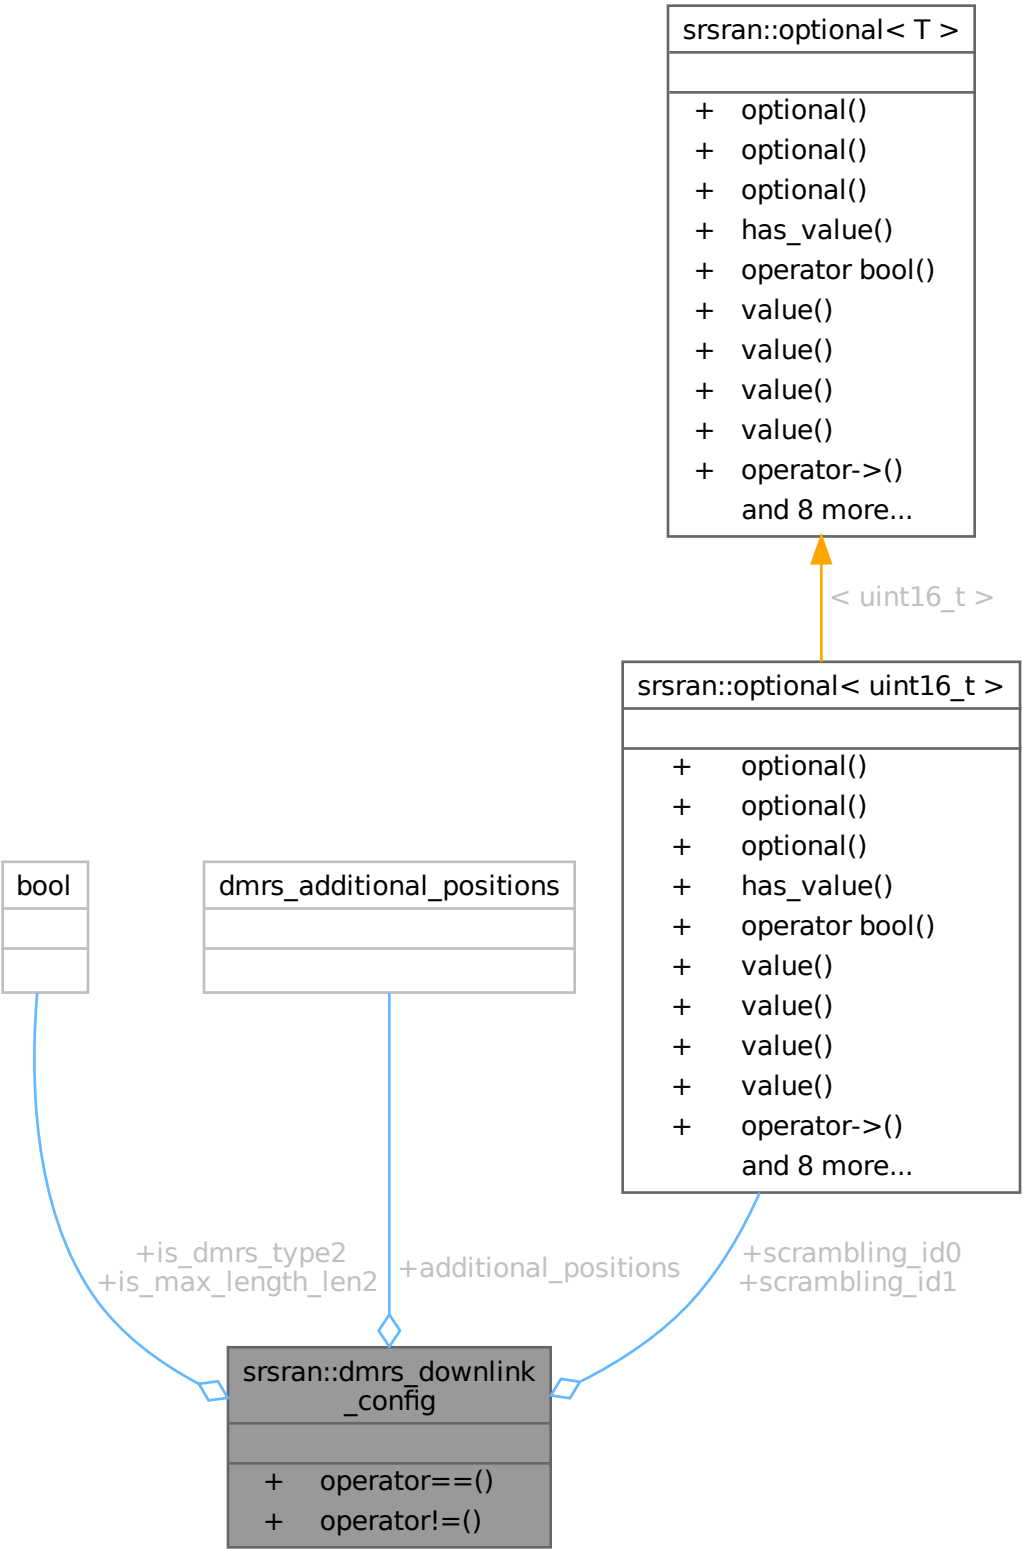 srsran::optional< T >
+ optional()
+ optional()
+ optional()
+ has_value()
+ operator bool()
+ value()
+ value()
+ value()
+ value()
+ operator->()
and 8 more...
< uint16_t >
srsran::optional< uint16_t >
+ optional()
+ optional()
+ optional()
+ has_value()
+ operator bool()
+ value()
+ value()
+ value()
+ value()
+ operator->()
and 8 more...
bool
dmrs_additional_positions
+is_dmrs_type2
+is_max_length_len2
+additional_positions
+scrambling_id0
+scrambling_id1
srsran::dmrs_downlink
_config
+ operator==()
+ operator!=()